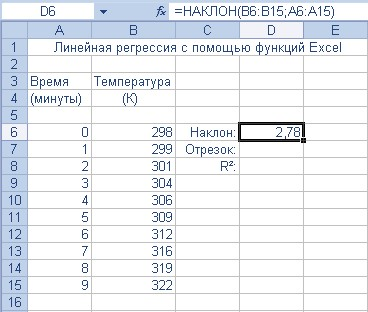 D6 fx =НАКЛОН(B6:B15;A6:A15)
A B C D E
1 Линейная регрессия с помощью функций Excel
2
3 Время Температура
4 (минуты) (К)
5
6 0 298 Наклон: 2,78
7 1 299 Отрезок:
8 2 301 R²:
9 3 304
10 4 306
11 5 309
12 6 312
13 7 316
14 8 319
15 9 322
16